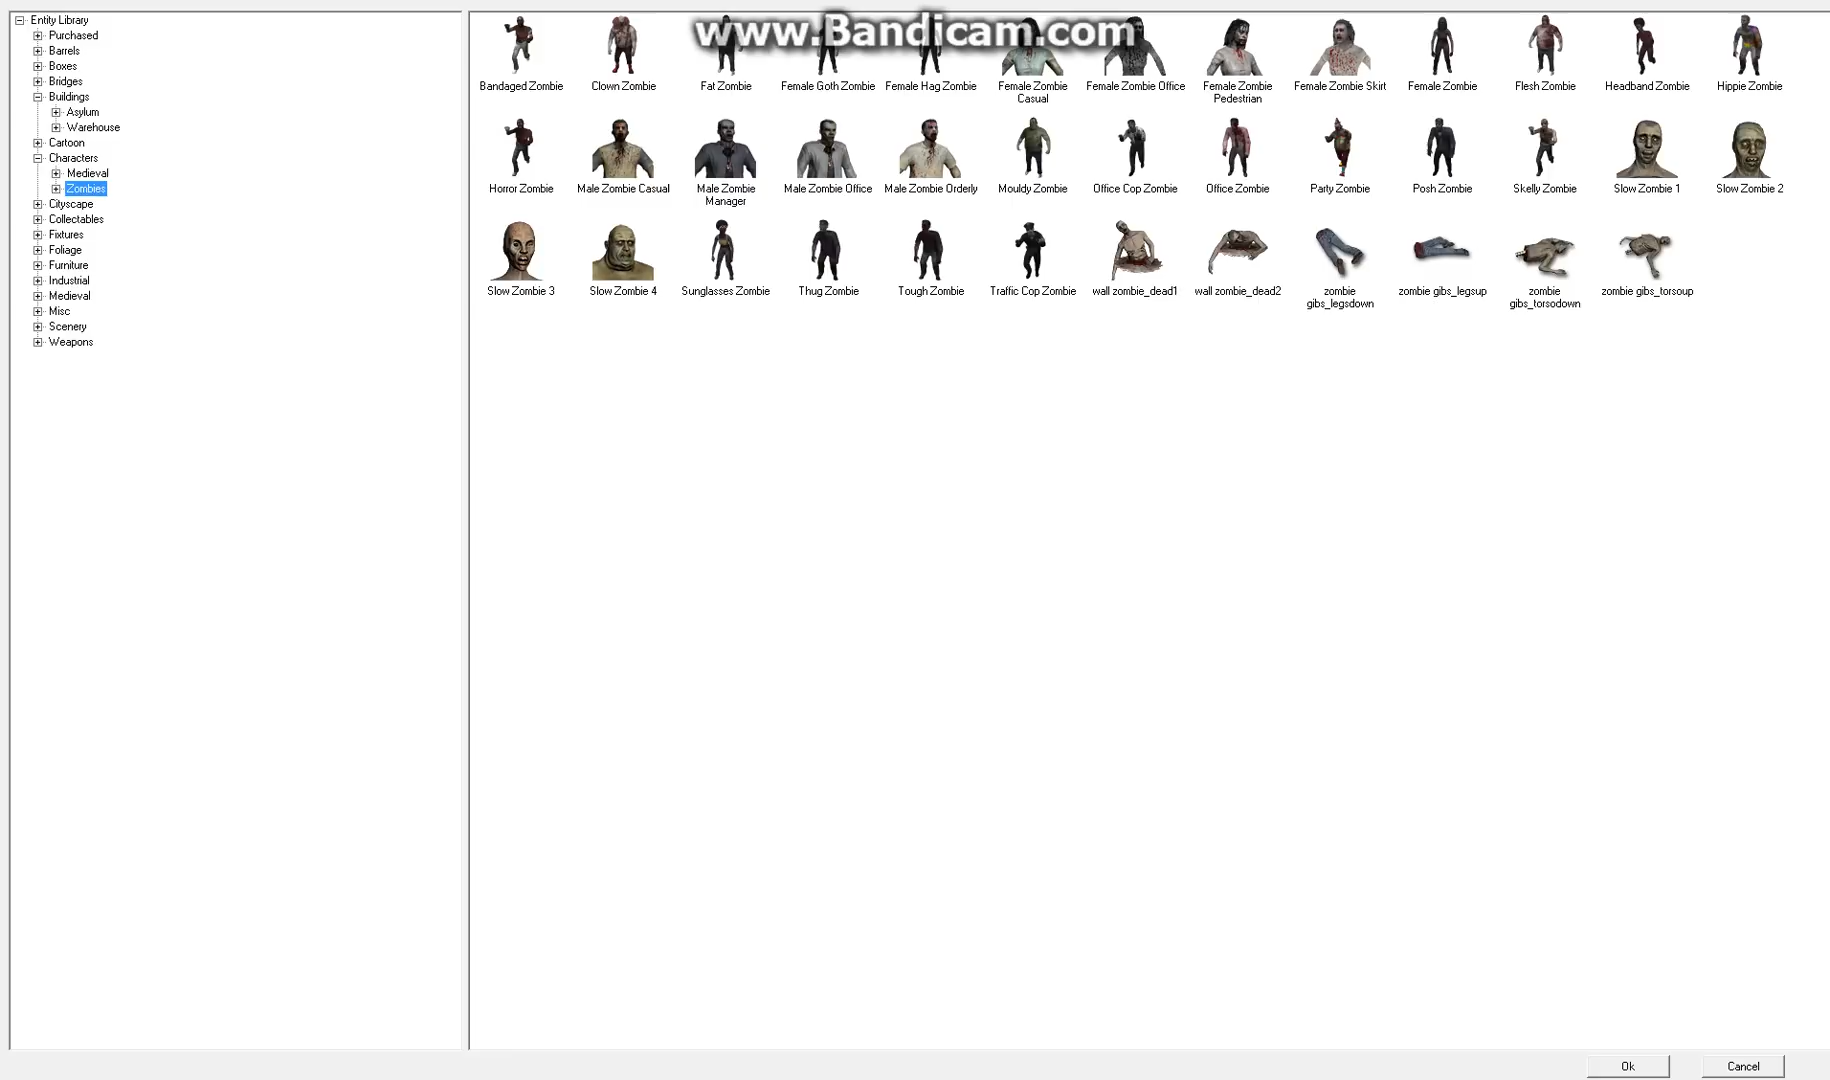 www.Bandicam.com
Entity Library
Purchased
Barrels
Boxes
Bridges
Buildings
Asylum
Warehouse
Cartoon
Characters
Medieval
Zombies
Cityscape
Collectables
Fixtures
Foliage
Furniture
Industrial
Medieval
Misc
Scenery
Weapons
Bandaged Zombie
Clown Zombie
Fat Zombie
Female Goth Zombie
Female Hag Zombie
Female Zombie
Casual
Female Zombie Office
Female Zombie
Pedestrian
Female Zombie Skirt
Female Zombie
Flesh Zombie
Headband Zombie
Hippie Zombie
Horror Zombie
Male Zombie Casual
Male Zombie
Manager
Male Zombie Office
Male Zombie Orderly
Mouldy Zombie
Office Cop Zombie
Office Zombie
Party Zombie
Posh Zombie
Skelly Zombie
Slow Zombie 1
Slow Zombie 2
Slow Zombie 3
Slow Zombie 4
Sunglasses Zombie
Thug Zombie
Tough Zombie
Traffic Cop Zombie
wall zombie_dead1
wall zombie_dead2
zombie
gibs_legsdown
zombie gibs_legsup
zombie
gibs_torsodown
zombie gibs_torsoup
Ok
Cancel